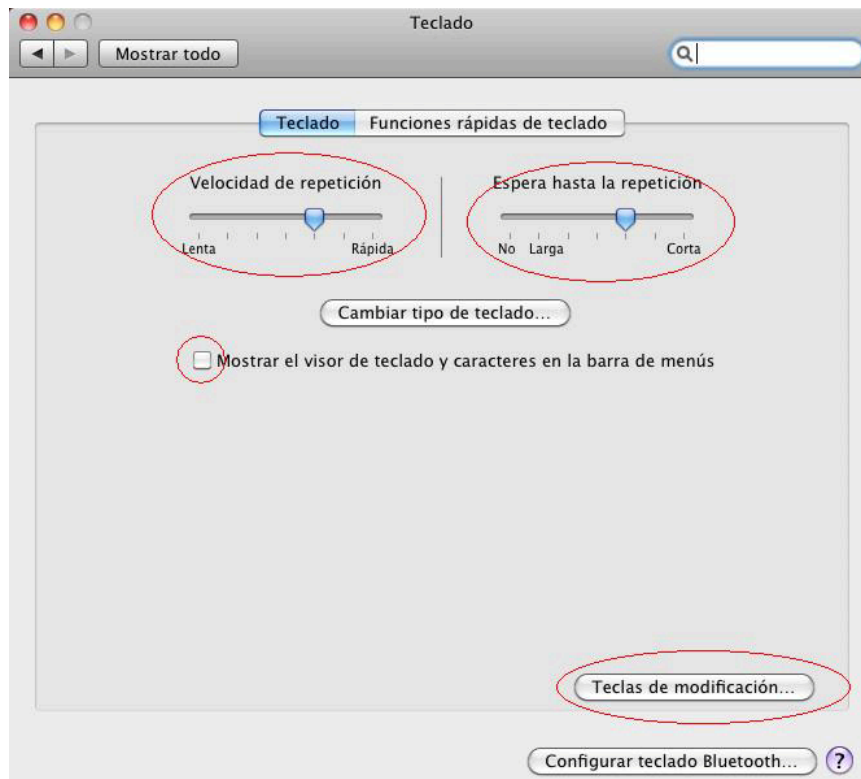 Teclado
Mostrar todo
Teclado Funciones rápidas de teclado
Velocidad de repetición Espera hasta la repetición
Lenta Rápida No Larga Corta
Cambiar tipo de teclado...
Mostrar el visor de teclado y caracteres en la barra de menús
Teclas de modificación...
Configurar teclado Bluetooth... ?